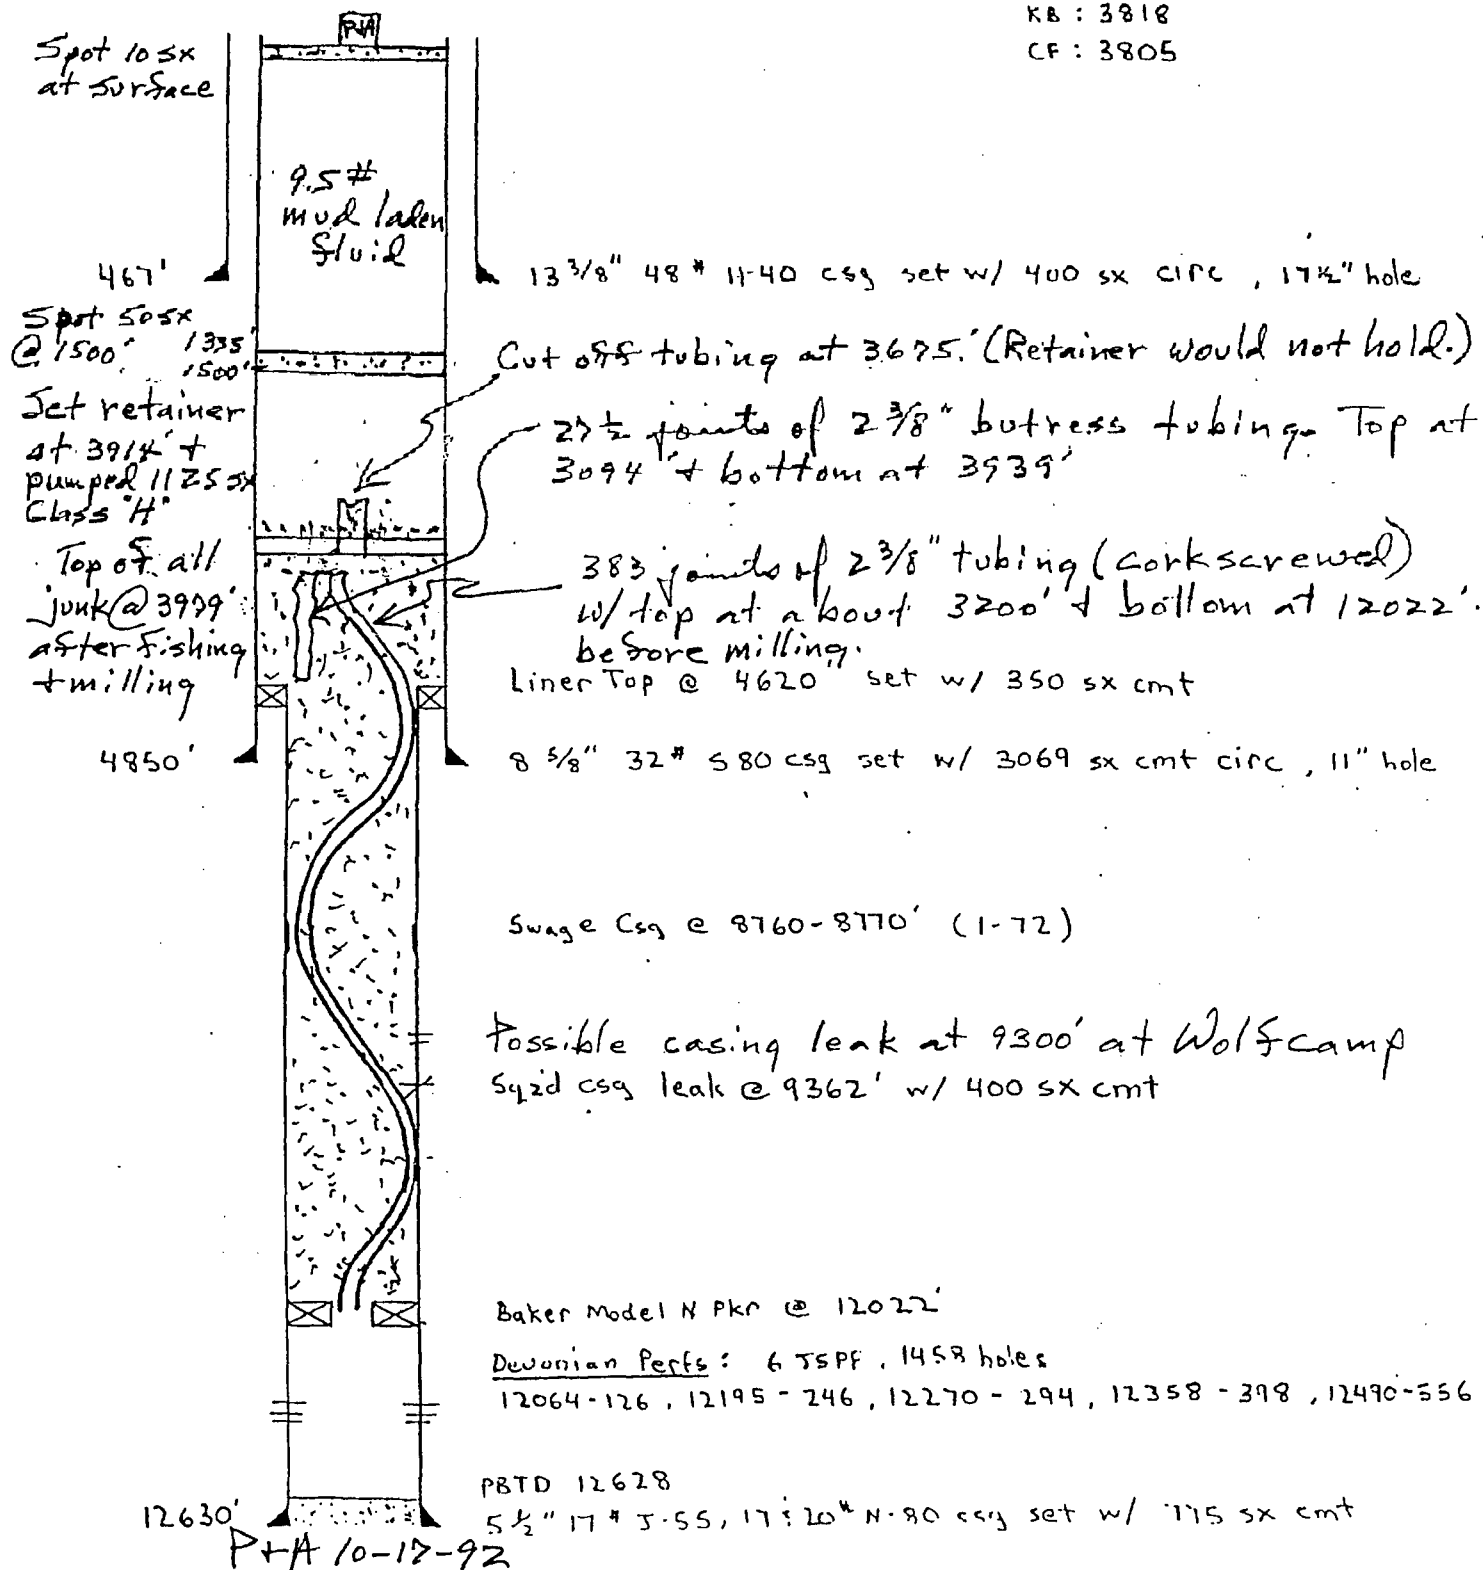 KB : 3818
CF : 3805
P+A
Spot 10 sx
at surface
9.5 #
mud laden
fluid
467'
13 3/8" 48 # H-40 csg set w/ 400 sx circ , 17 1/2" hole
Spot 50 sx
@ 1500'
1335'
1500'
Cut off tubing at 3675.' (Retainer would not hold.)
Set retainer
at 3914' +
pumped 1125 sx
Class "H"
27 1/2 joints of 2 3/8" butress tubing. Top at
3094' + bottom at 3939'
Top of all
junk @ 3979'
after fishing
+ milling
383 joints of 2 3/8" tubing (corkscrewed)
w/ top at about 3200' + bottom at 12022'.
before milling.
Liner Top @ 4620' set w/ 350 sx cmt
4850'
8 5/8" 32 # S 80 csg set w/ 3069 sx cmt circ , 11" hole
Swage Csg @ 8760-8770' (1-72)
Possible casing leak at 9300' at Wolfcamp
Sqzd csg leak @ 9362' w/ 400 sx cmt
Baker Model N Pkr @ 12022'
Devonian Perfs : 6 JSPF , 1458 holes
12064-126 , 12195 - 246 , 12270 - 294 , 12358 - 398 , 12490-556
PBTD 12628
12630'
5 1/2" 17 # J-55, 17 & 20 # N-80 csg set w/ 775 sx cmt
P+A 10-17-92